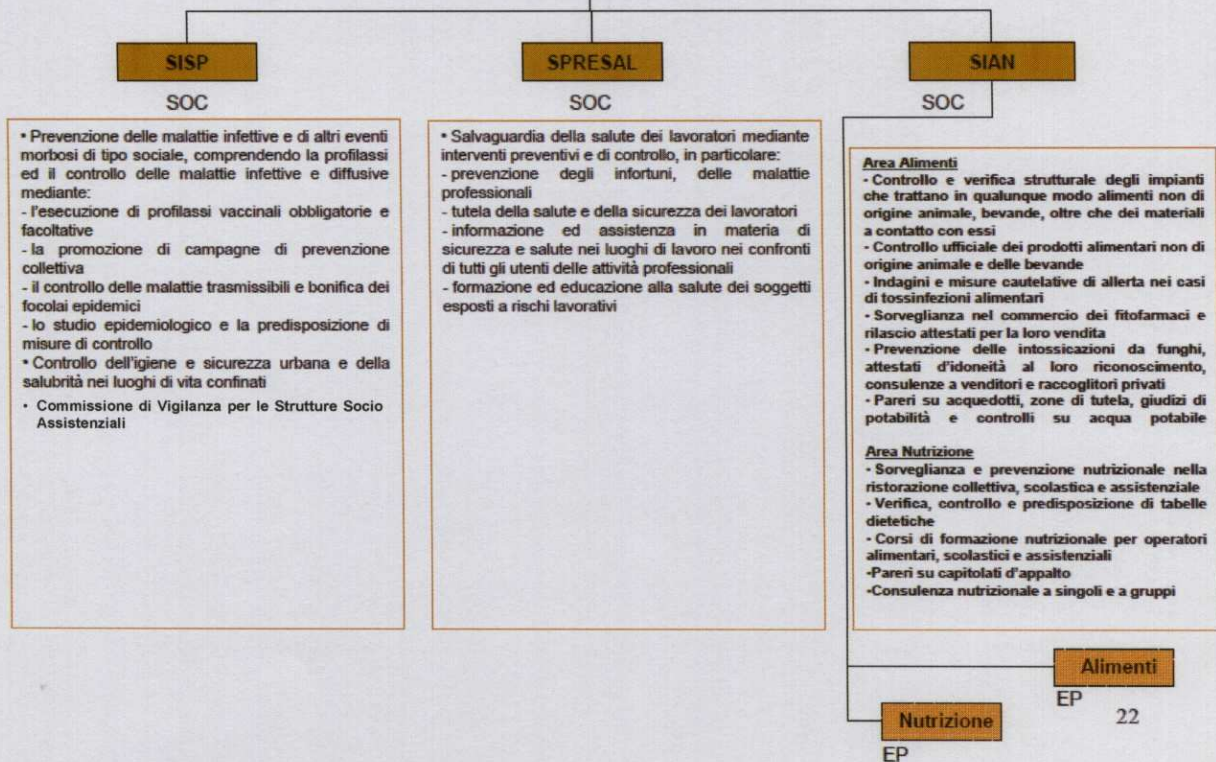 SISP
SOC
• Prevenzione delle malattie infettive e di altri eventi
morbosi di tipo sociale, comprendendo la profilassi
ed il controllo delle malattie infettive e diffusive
mediante:
- l'esecuzione di profilassi vaccinali obbligatorie e
facoltative
- la promozione di campagne di prevenzione
collettiva
- il controllo delle malattie trasmissibili e bonifica dei
focolai epidemici
- lo studio epidemiologico e la predisposizione di
misure di controllo
• Controllo dell'igiene e sicurezza urbana e della
salubrità nei luoghi di vita confinati
• Commissione di Vigilanza per le Strutture Socio
Assistenziali
SPRESAL
SOC
• Salvaguardia della salute dei lavoratori mediante
interventi preventivi e di controllo, in particolare:
- prevenzione degli infortuni, delle malattie
professionali
- tutela della salute e della sicurezza dei lavoratori
- informazione ed assistenza in materia di
sicurezza e salute nei luoghi di lavoro nei confronti
di tutti gli utenti delle attività professionali
- formazione ed educazione alla salute dei soggetti
esposti a rischi lavorativi
SIAN
SOC
Area Alimenti
• Controllo e verifica strutturale degli impianti
che trattano in qualunque modo alimenti non di
origine animale, bevande, oltre che dei materiali
a contatto con essi
• Controllo ufficiale dei prodotti alimentari non di
origine animale e delle bevande
• Indagini e misure cautelative di allerta nei casi
di tossinfezioni alimentari
• Sorveglianza nel commercio dei fitofarmaci e
rilascio attestati per la loro vendita
• Prevenzione delle intossicazioni da funghi,
attestati d'idoneità al loro riconoscimento,
consulenze a venditori e raccoglitori privati
• Pareri su acquedotti, zone di tutela, giudizi di
potabilità e controlli su acqua potabile
Area Nutrizione
• Sorveglianza e prevenzione nutrizionale nella
ristorazione collettiva, scolastica e assistenziale
• Verifica, controllo e predisposizione di tabelle
dietetiche
• Corsi di formazione nutrizionale per operatori
alimentari, scolastici e assistenziali
•Pareri su capitolati d'appalto
•Consulenza nutrizionale a singoli e a gruppi
Alimenti
EP
22
Nutrizione
EP